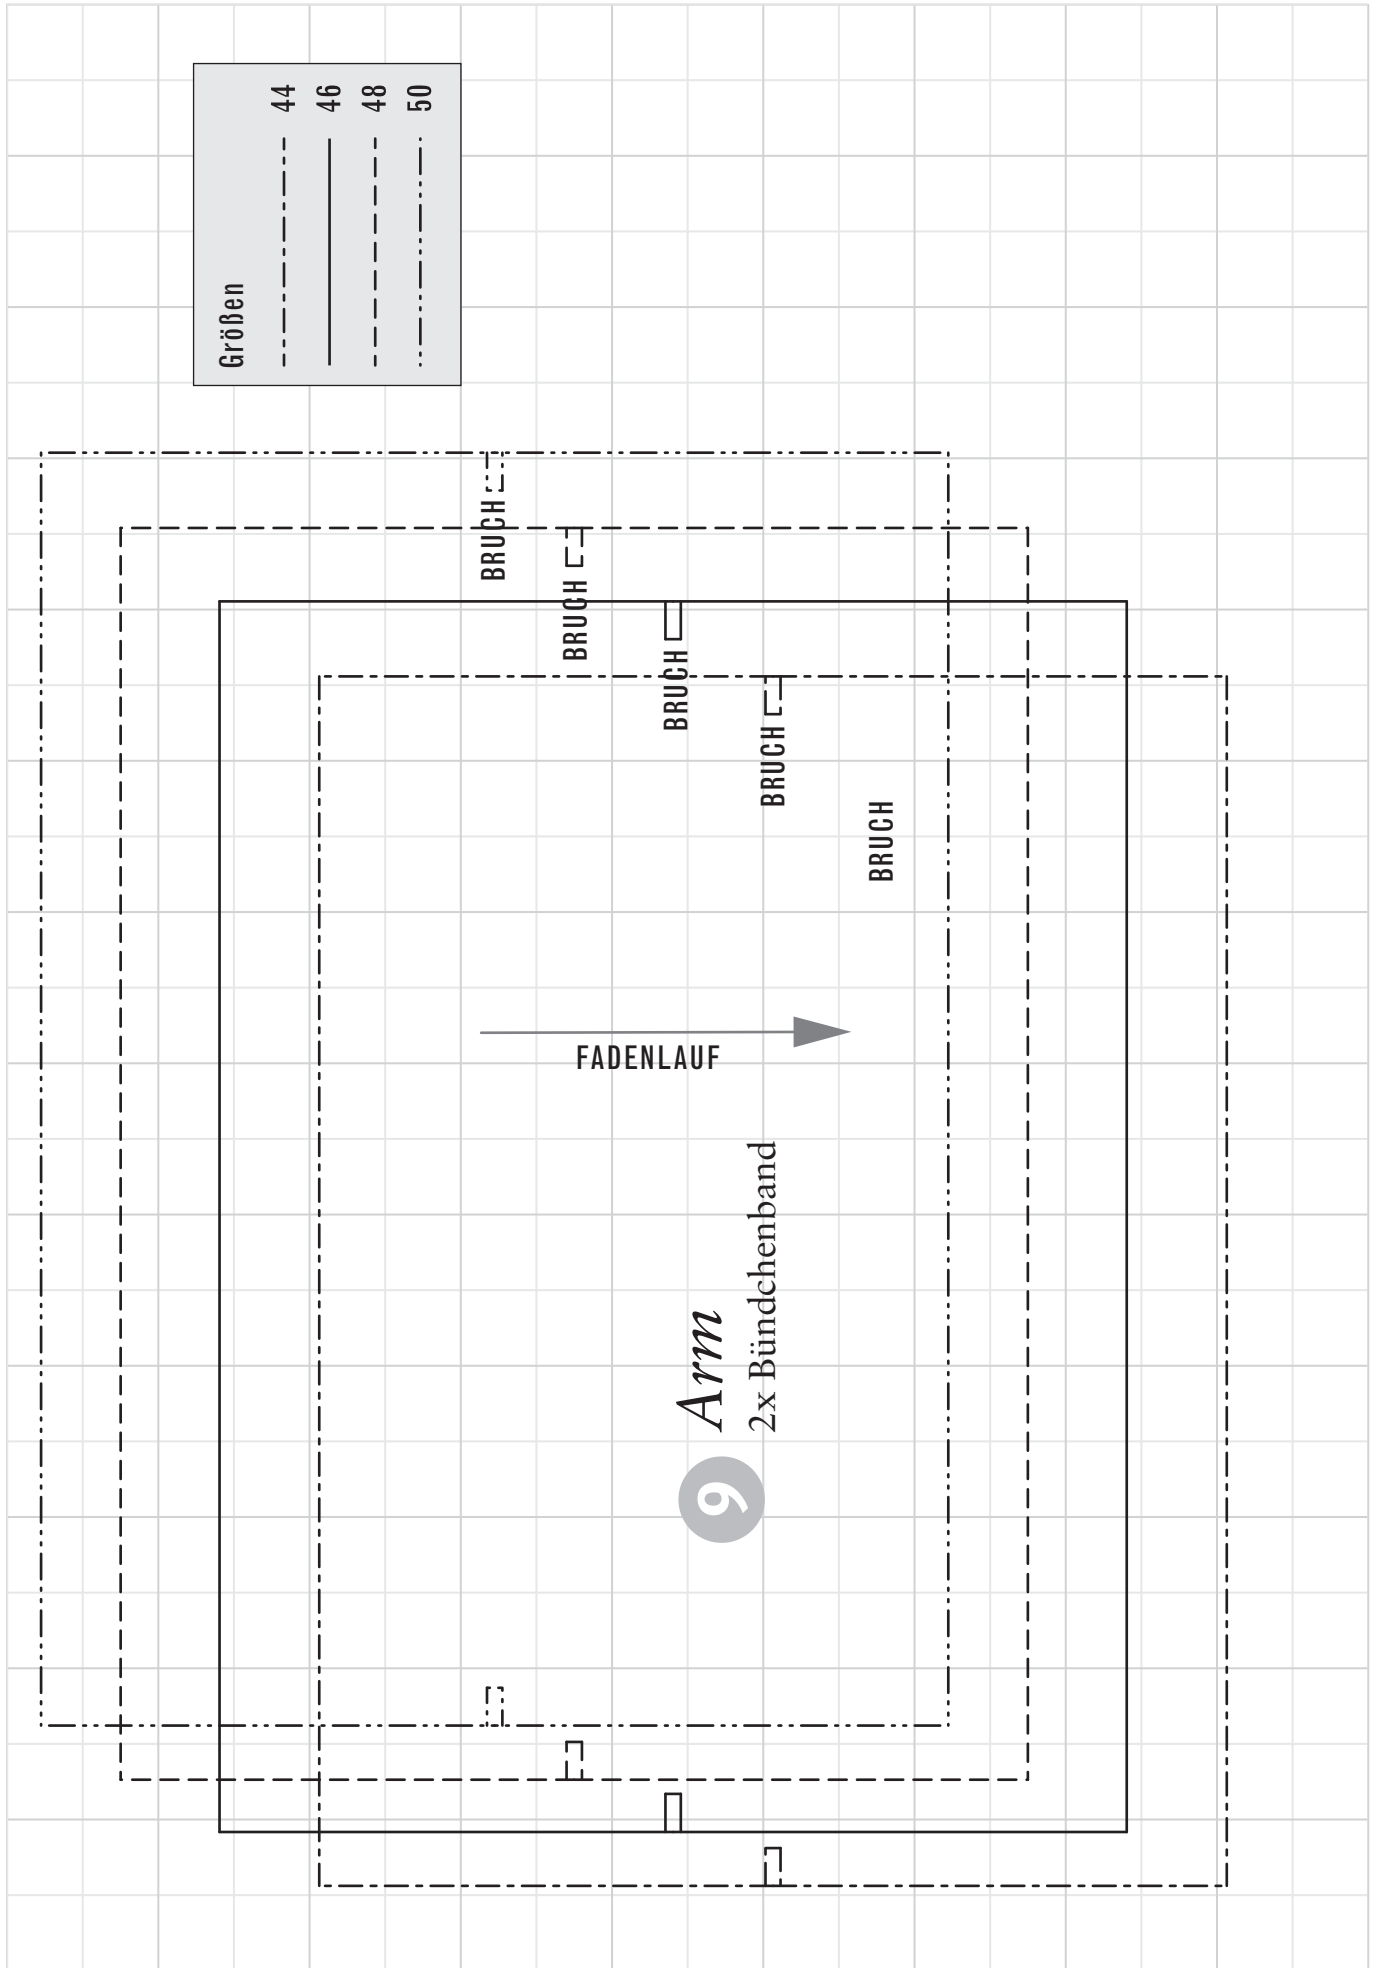 Größen
44
46
48
50
BRUCH
BRUCH
BRUCH
BRUCH
BRUCH
FADENLAUF
9
Arm
2x Bündchenband